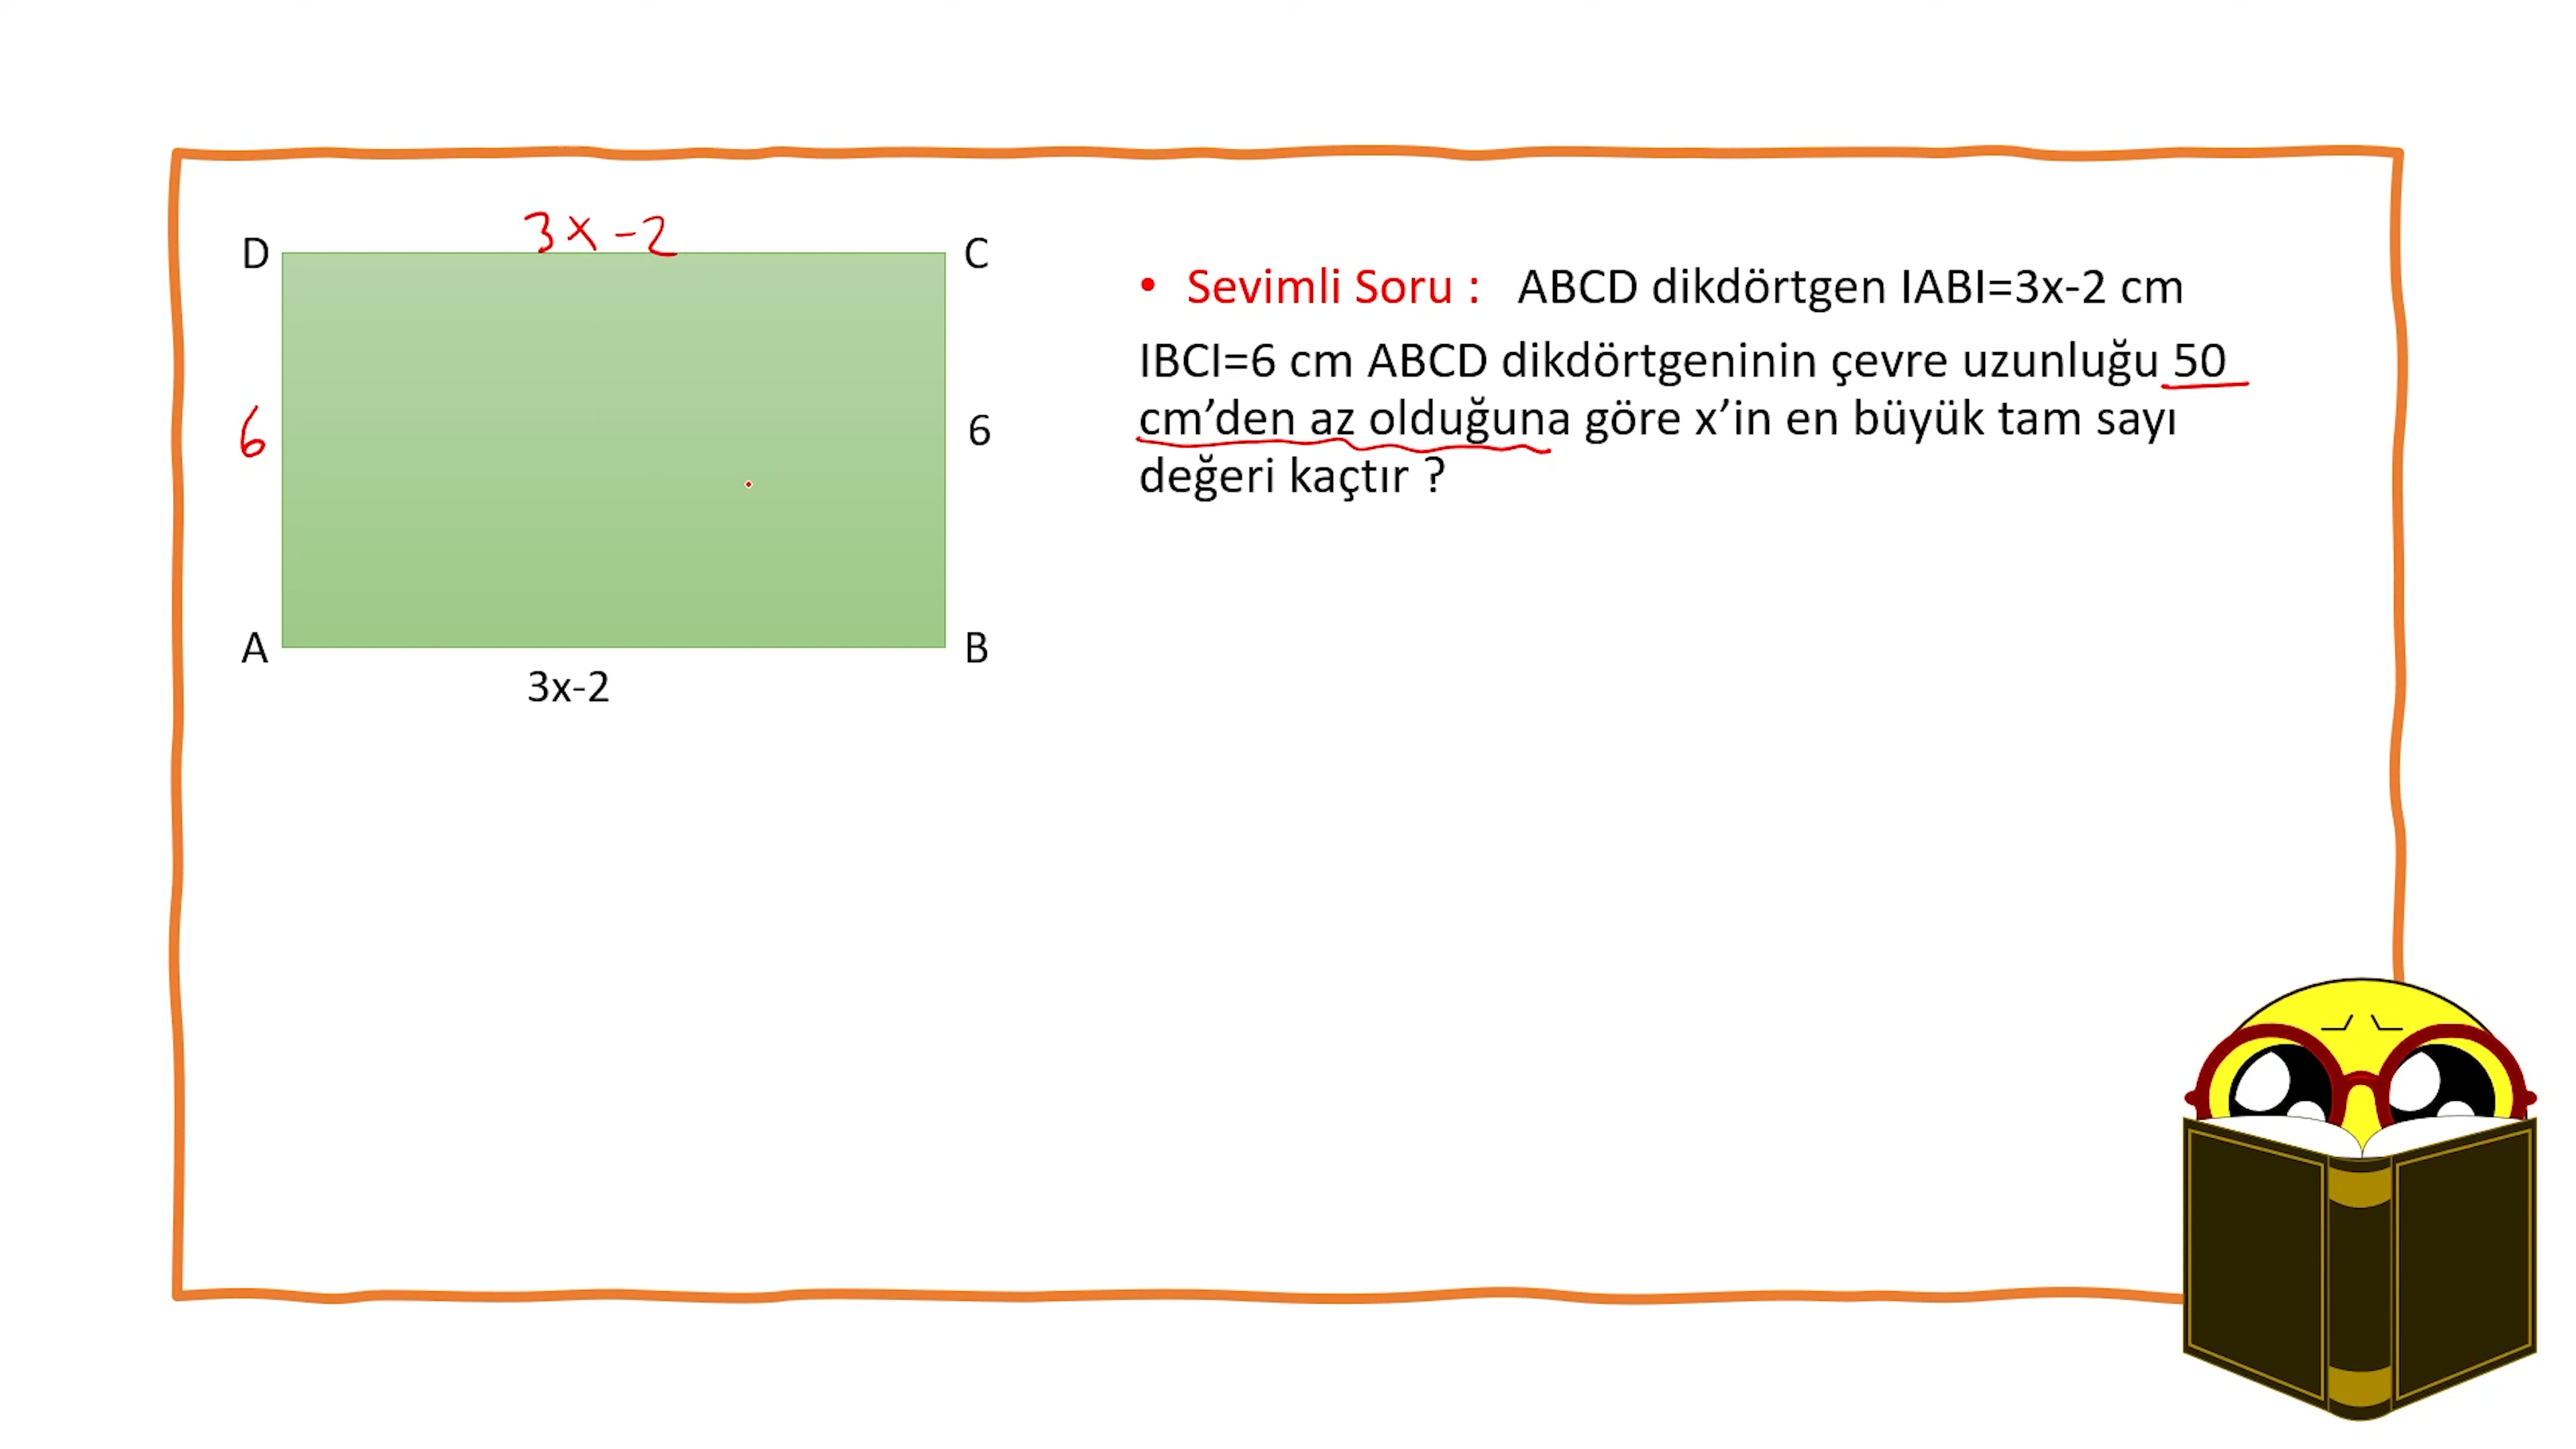 3x-2
D
C
6
6
A
B
3x-2
• Sevimli Soru : ABCD dikdörtgen IABI=3x-2 cm
IBCI=6 cm ABCD dikdörtgeninin çevre uzunluğu 50
cm’den az olduğuna göre x’in en büyük tam sayı
değeri kaçtır ?